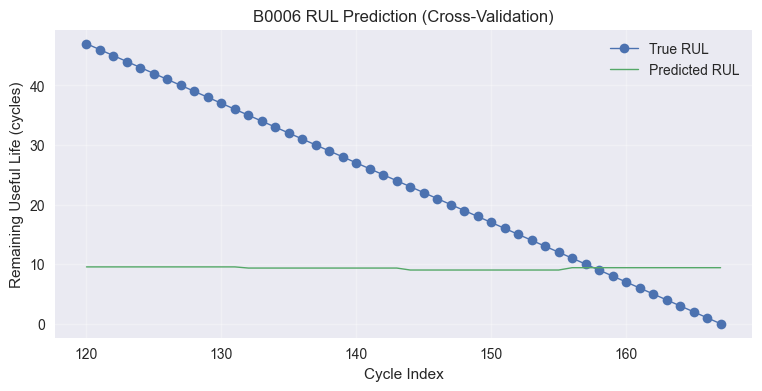 B0006 RUL Prediction (Cross-Validation)
True RUL
Predicted RUL
Remaining Useful Life (cycles)
40
30
20
10
0
120 130 140 150 160
Cycle Index